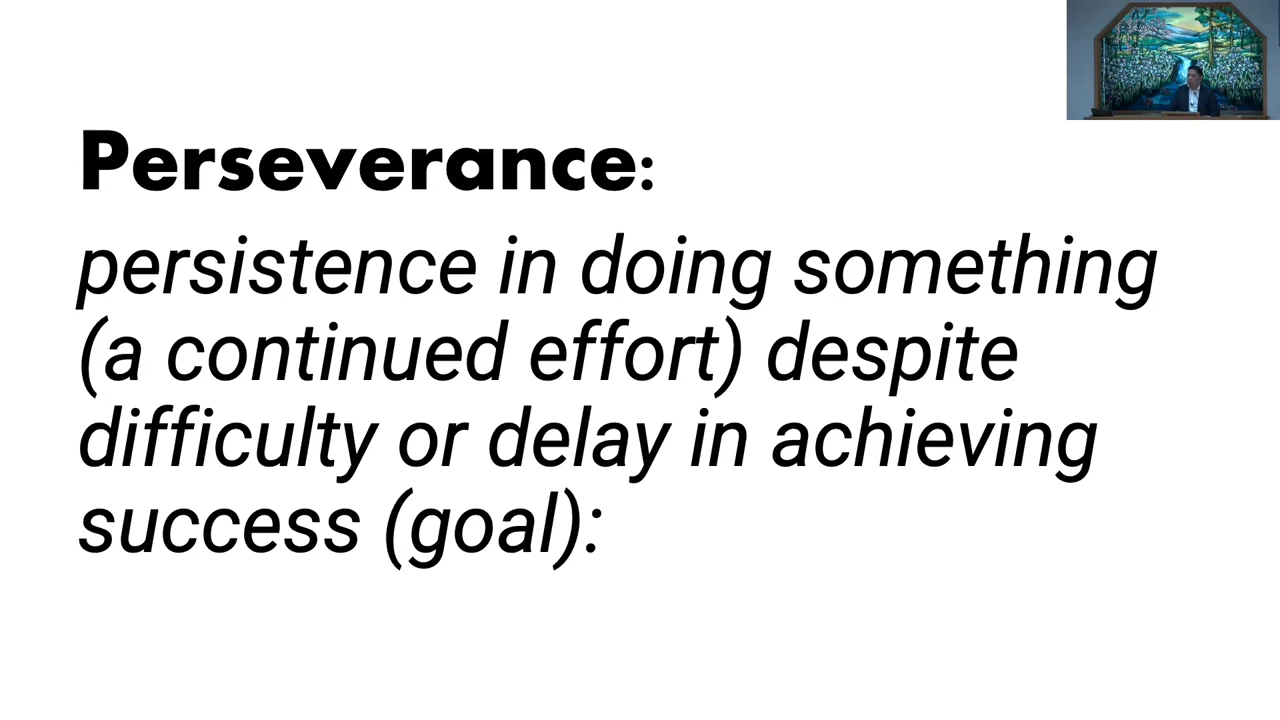 Perseverance:
persistence in doing something
(a continued effort) despite
difficulty or delay in achieving
success (goal):